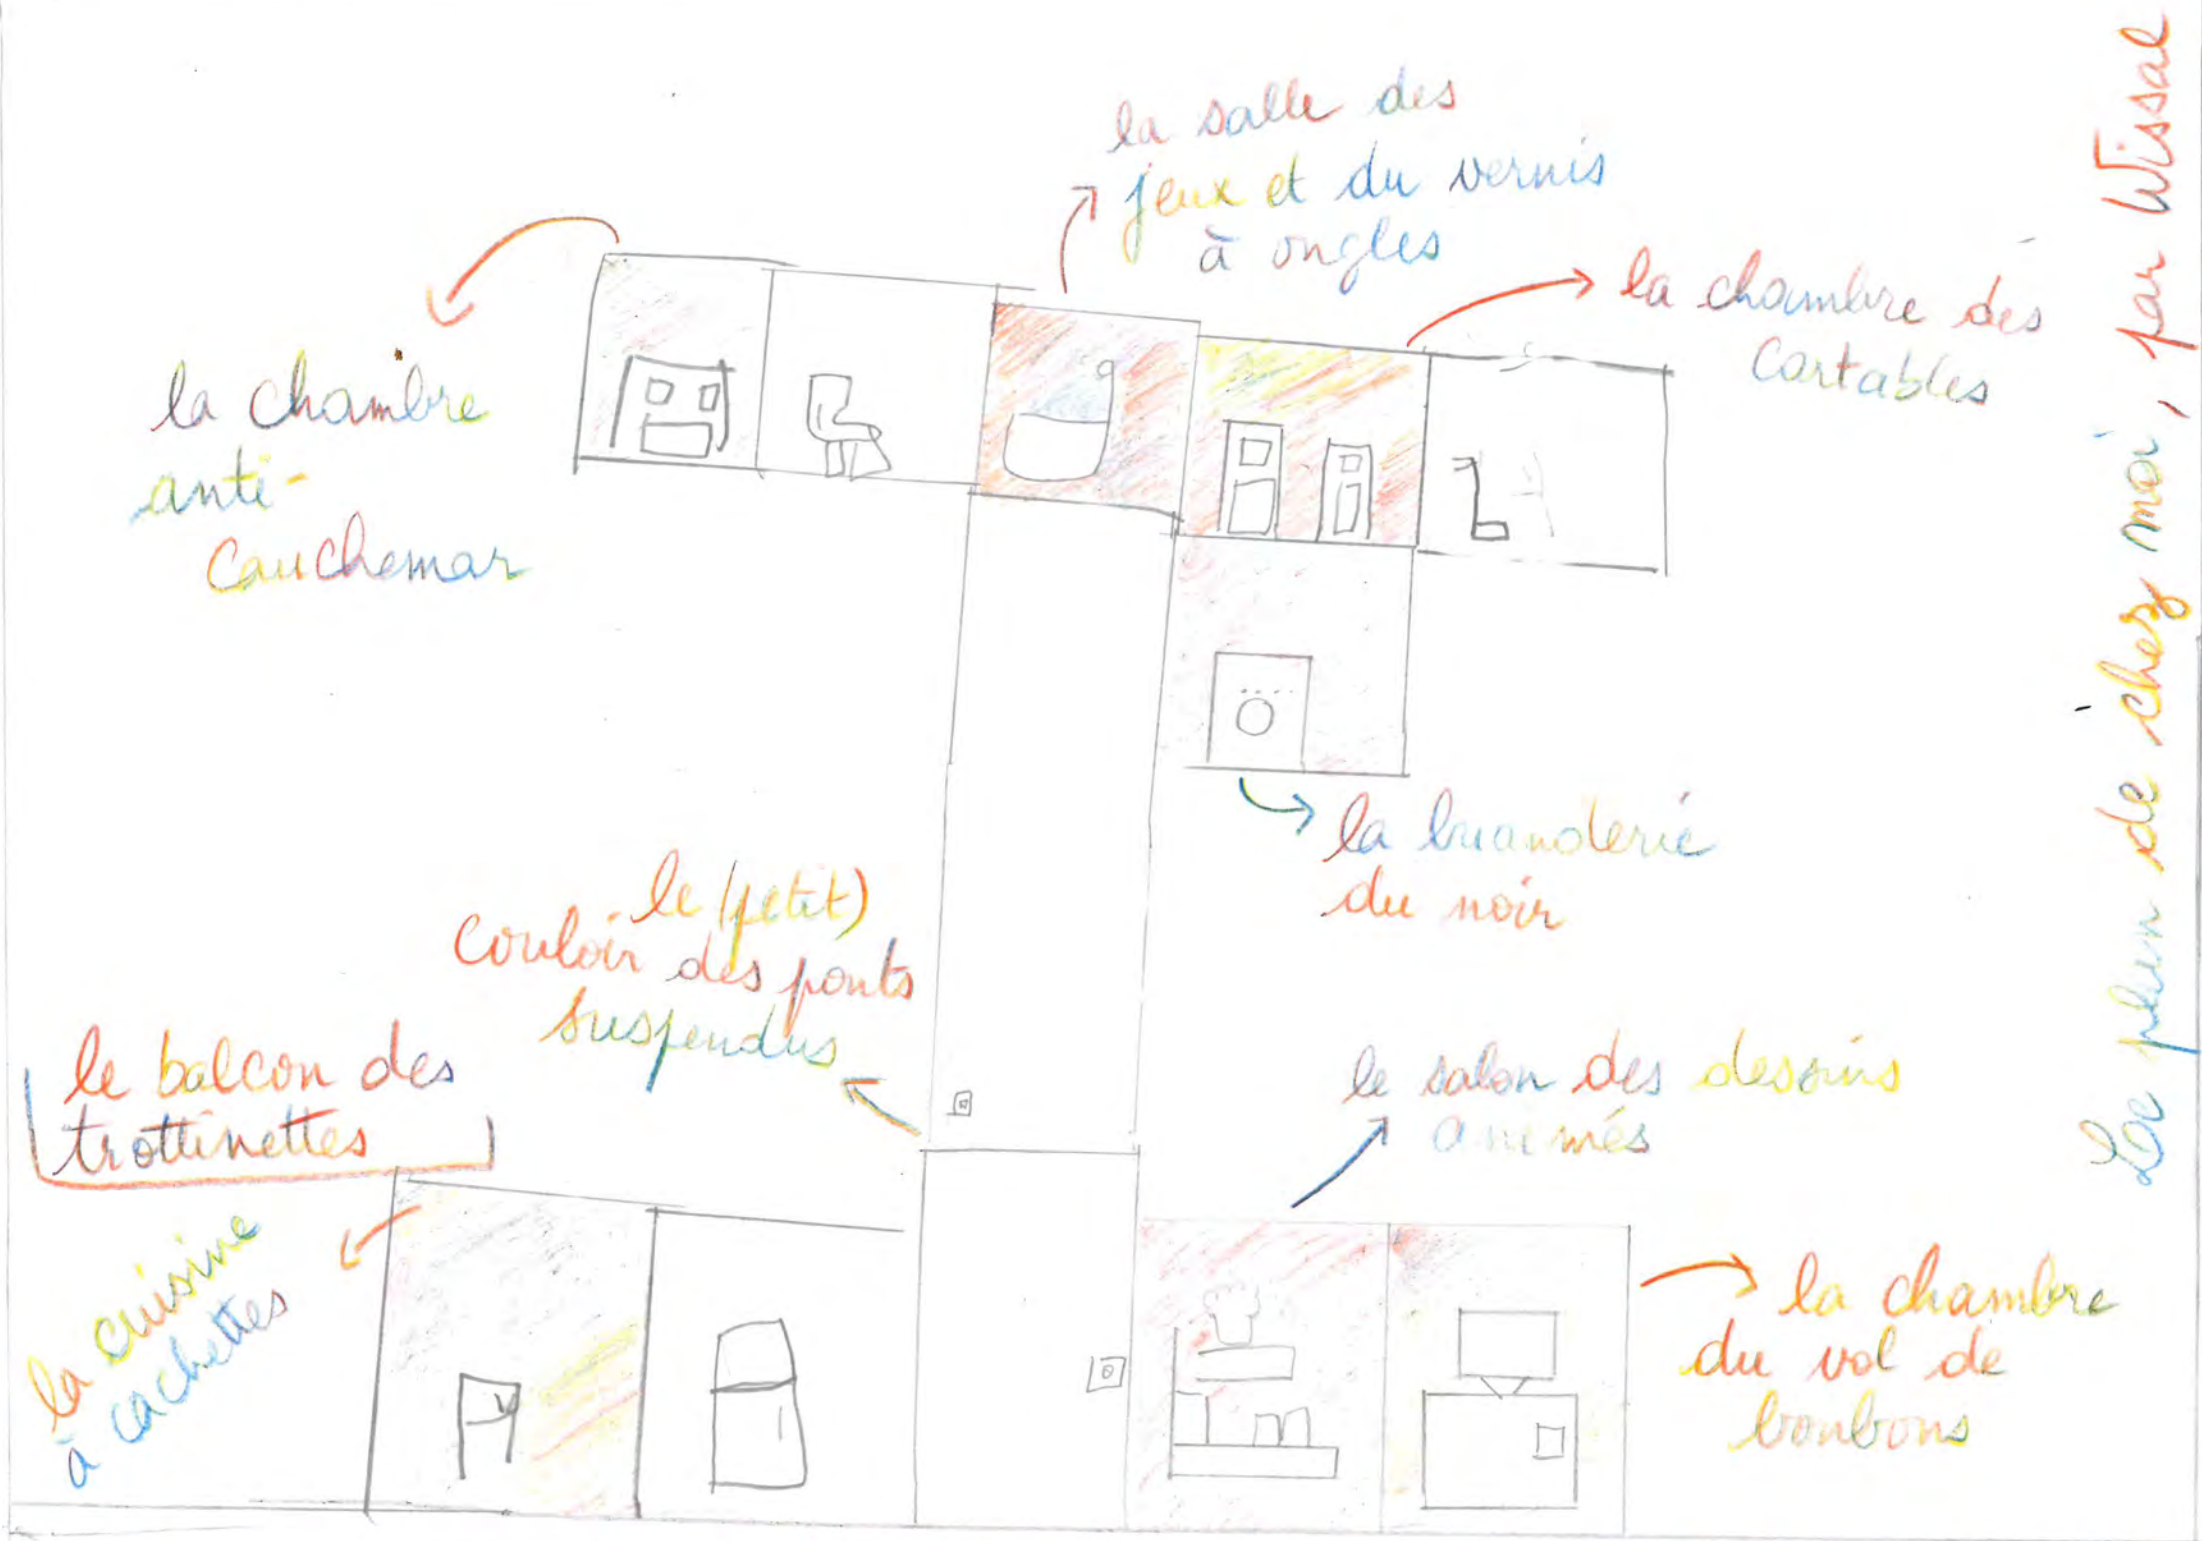 la salle des
jeux et du vernis
à ongles
la chambre des
cartables
la chambre
anti-
cauchemar
la buanderie
du noir
le (petit)
couloir des ponts
suspendus
le balcon des
trottinettes
le salon des dessins
animés
la cuisine
à cachettes
la chambre
du vol de
bonbons
Le plan de chez moi, par Wissal